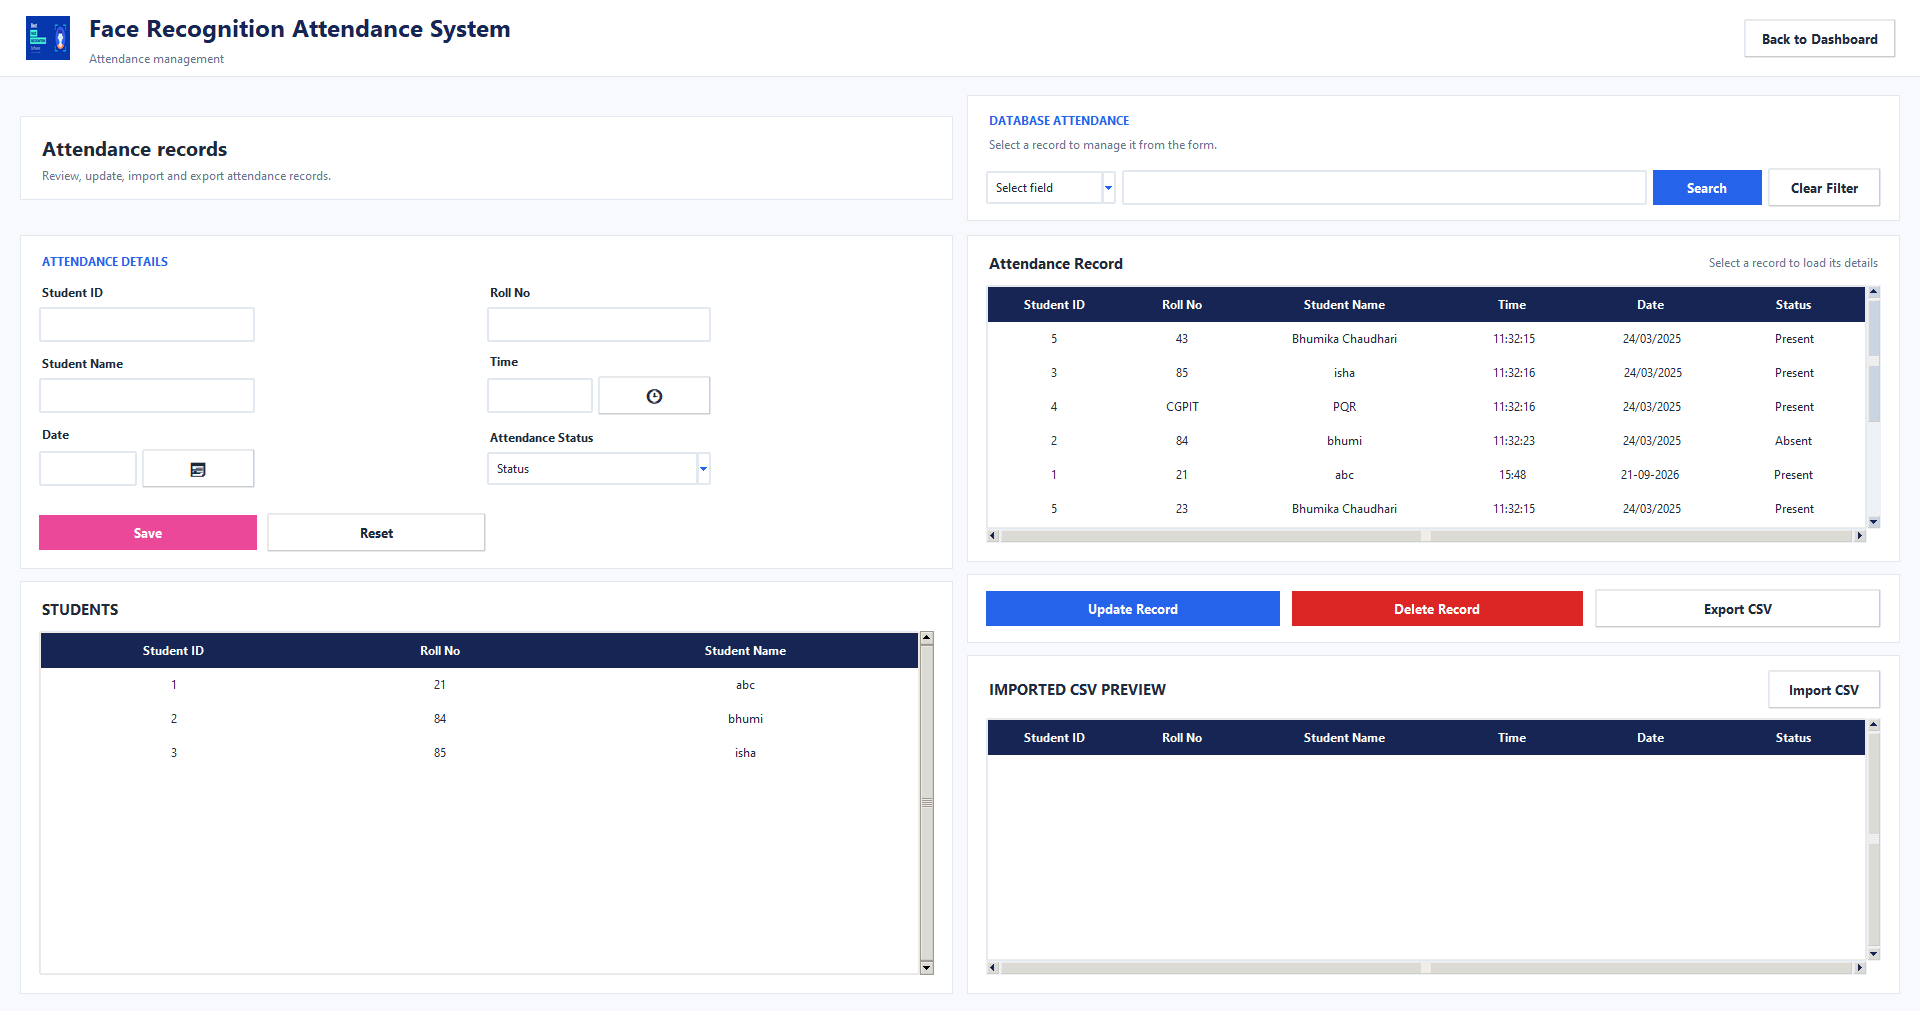 Face Recognition Attendance System
Attendance management
Back to Dashboard
Attendance records
Review, update, import and export attendance records.
DATABASE ATTENDANCE
Select a record to manage it from the form.
Select field
Search
Clear Filter
ATTENDANCE DETAILS
Student ID
Roll No
Student Name
Time
Date
Attendance Status
Status
Save
Reset
Attendance Record
Select a record to load its details
Student ID Roll No Student Name Time Date Status
5 43 Bhumika Chaudhari 11:32:15 24/03/2025 Present
3 85 isha 11:32:16 24/03/2025 Present
4 CGPIT PQR 11:32:16 24/03/2025 Present
2 84 bhumi 11:32:23 24/03/2025 Absent
1 21 abc 15:48 21-09-2026 Present
5 23 Bhumika Chaudhari 11:32:15 24/03/2025 Present
STUDENTS
Student ID Roll No Student Name
1 21 abc
2 84 bhumi
3 85 isha
Update Record
Delete Record
Export CSV
IMPORTED CSV PREVIEW
Import CSV
Student ID Roll No Student Name Time Date Status